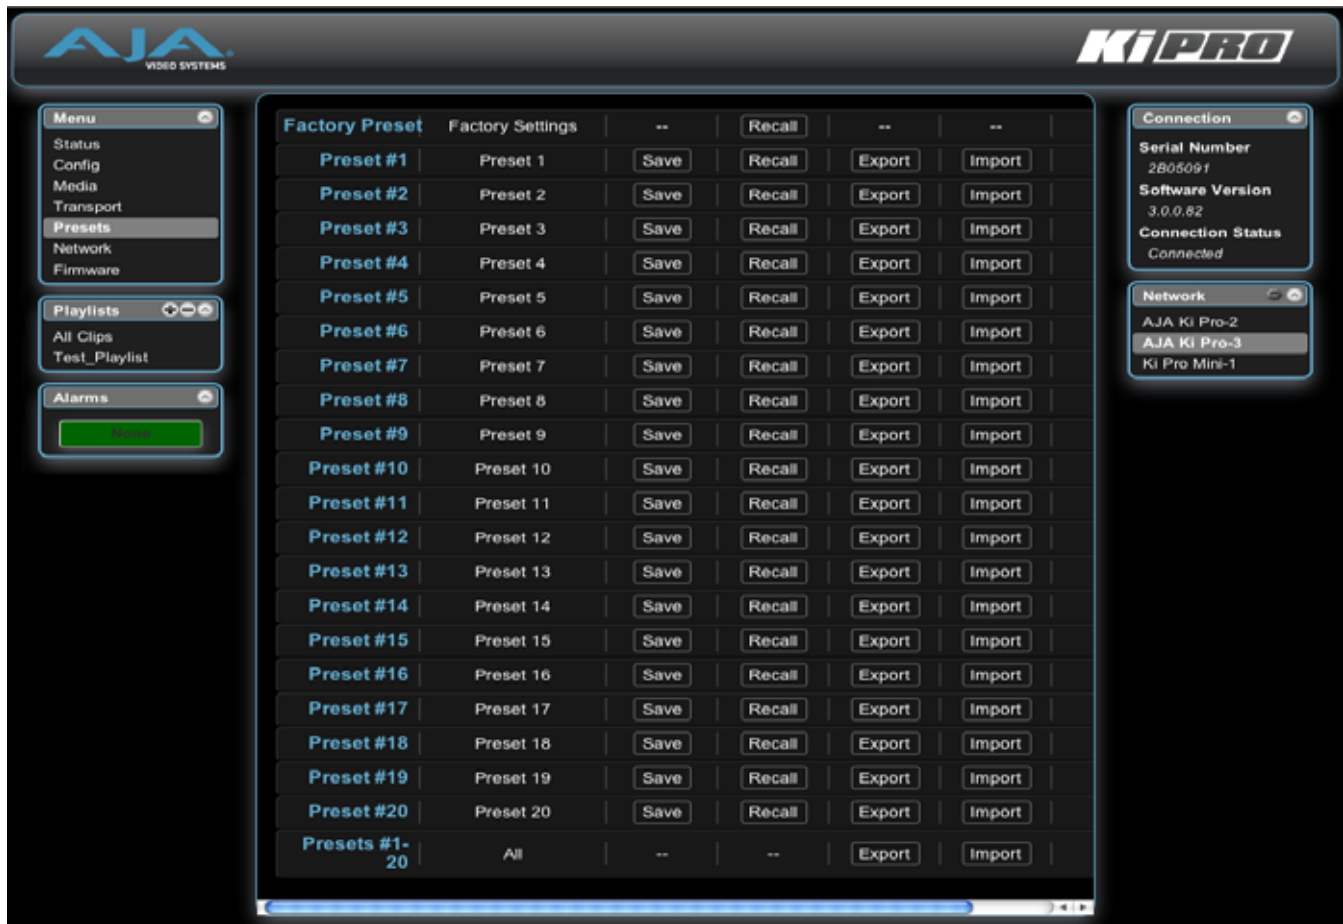 AJA
VIDEO SYSTEMS
Ki PRO
Menu
Status
Config
Media
Transport
Presets
Network
Firmware
Playlists
All Clips
Test_Playlist
Alarms
None
Factory Preset Factory Settings -- Recall -- --
Preset #1 Preset 1 Save Recall Export Import
Preset #2 Preset 2 Save Recall Export Import
Preset #3 Preset 3 Save Recall Export Import
Preset #4 Preset 4 Save Recall Export Import
Preset #5 Preset 5 Save Recall Export Import
Preset #6 Preset 6 Save Recall Export Import
Preset #7 Preset 7 Save Recall Export Import
Preset #8 Preset 8 Save Recall Export Import
Preset #9 Preset 9 Save Recall Export Import
Preset #10 Preset 10 Save Recall Export Import
Preset #11 Preset 11 Save Recall Export Import
Preset #12 Preset 12 Save Recall Export Import
Preset #13 Preset 13 Save Recall Export Import
Preset #14 Preset 14 Save Recall Export Import
Preset #15 Preset 15 Save Recall Export Import
Preset #16 Preset 16 Save Recall Export Import
Preset #17 Preset 17 Save Recall Export Import
Preset #18 Preset 18 Save Recall Export Import
Preset #19 Preset 19 Save Recall Export Import
Preset #20 Preset 20 Save Recall Export Import
Presets #1-
20 All -- -- Export Import
Connection
Serial Number
2B05091
Software Version
3.0.0.82
Connection Status
Connected
Network
AJA Ki Pro-2
AJA Ki Pro-3
Ki Pro Mini-1